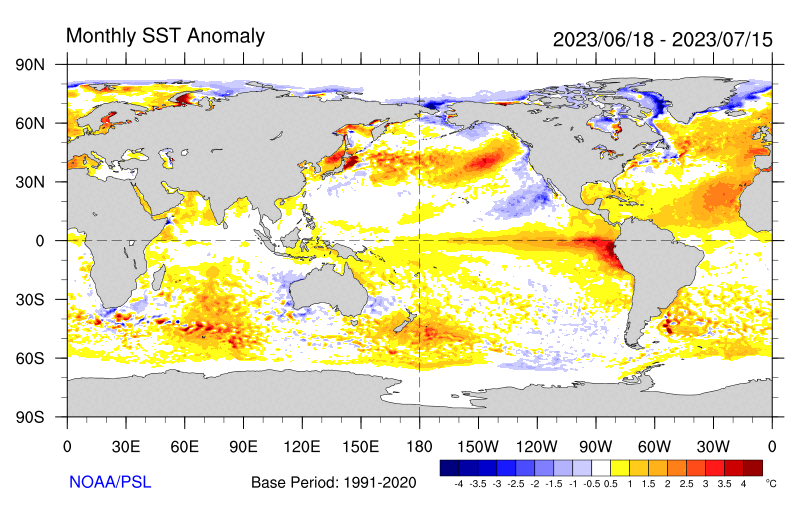 Monthly SST Anomaly 2023/06/18 - 2023/07/15
90N
60N
30N
0
30S
60S
90S
0 30E 60E 90E 120E 150E 180 150W 120W 90W 60W 30W 0
NOAA/PSL Base Period: 1991-2020
-4 -3.5 -3 -2.5 -2 -1.5 -1 -0.5 0.5 1 1.5 2 2.5 3 3.5 4 °C